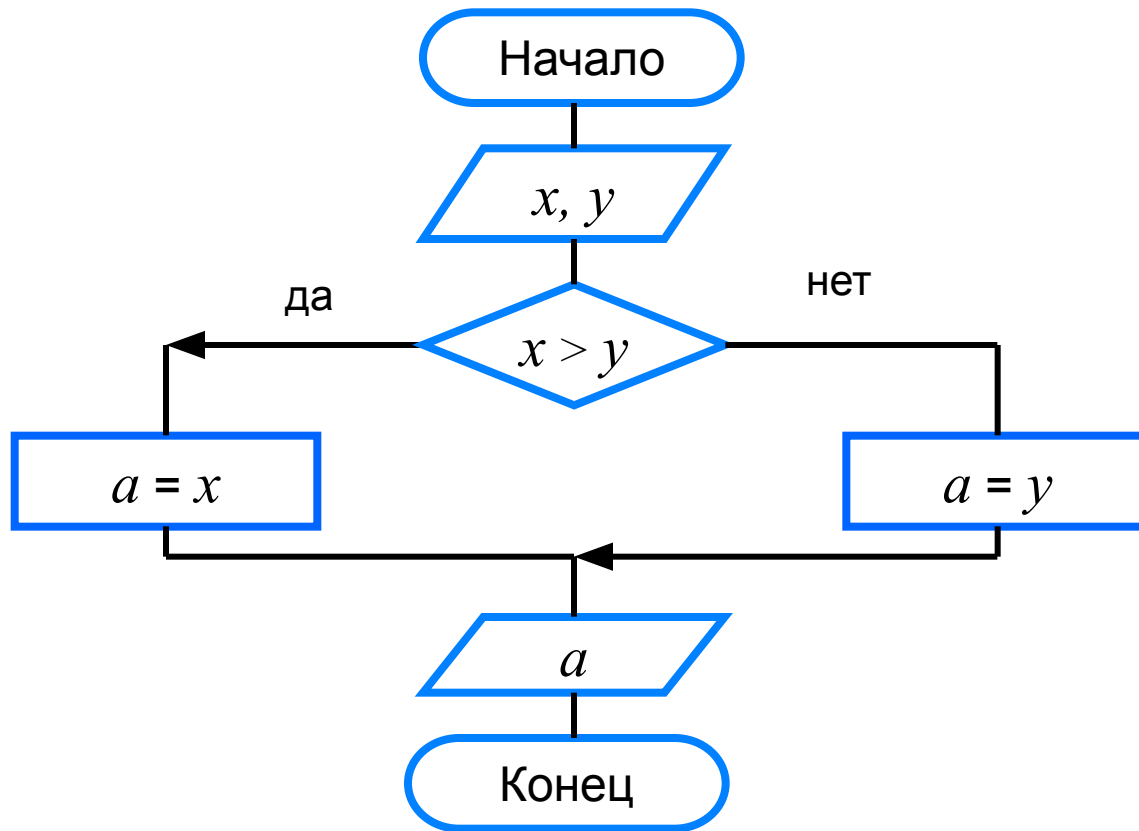 Начало
x, y
да
нет
x > y
a = x
a = y
a
Конец